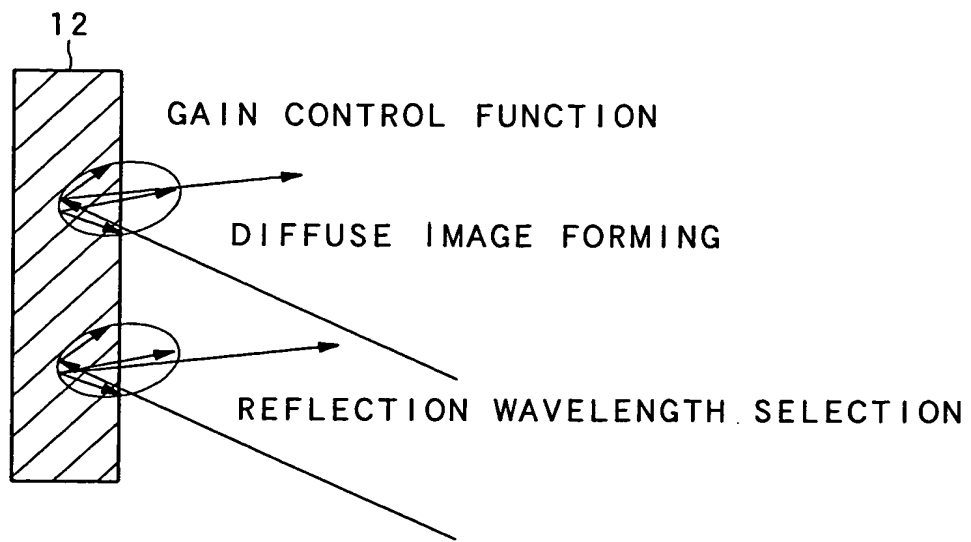 12
GAIN CONTROL FUNCTION
DIFFUSE IMAGE FORMING
REFLECTION WAVELENGTH SELECTION